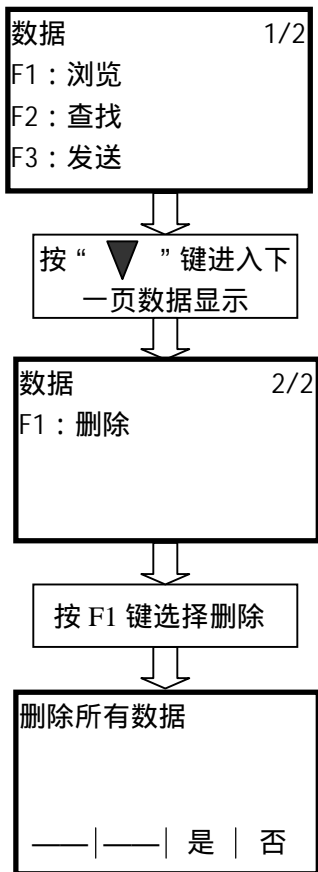 数据 1/2
F1：浏览
F2：查找
F3：发送
按“ ▼ ”键进入下
一页数据显示
数据 2/2
F1：删除
按 F1 键选择删除
删除所有数据
——|——| 是 | 否